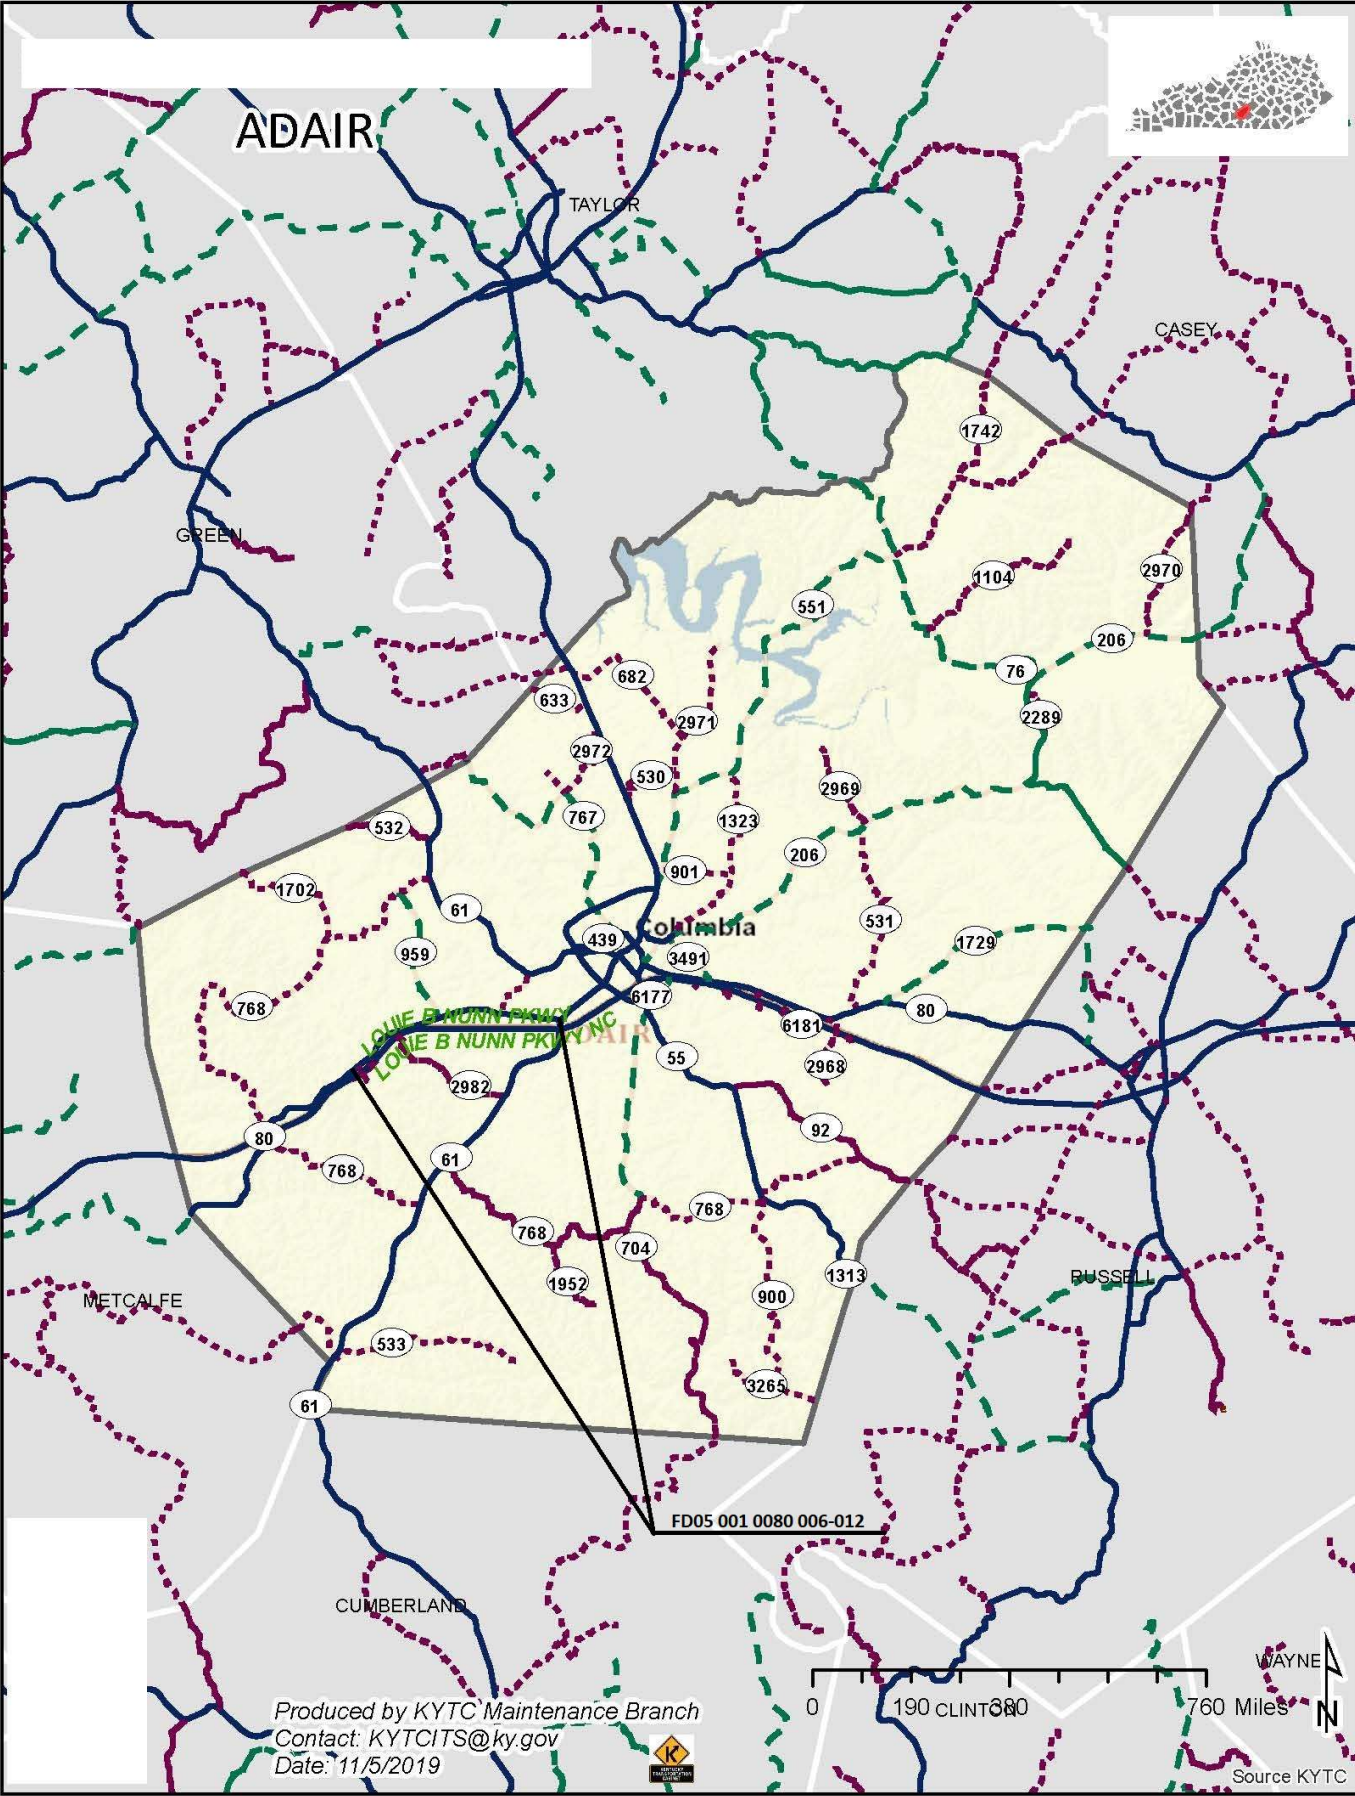 ADAIR
TAYLOR
CASEY
1742
GREEN
1104
2970
551
206
76
682
633
2971
2289
2972
530
2969
767
1323
532
206
901
1702
61
531
Columbia
439
1729
959
3491
6177
768
80
LOUIE B NUNN PKWY
6181
LOUIE B NUNN PKWY NC
ADAIR
55
2968
2982
92
80
61
768
768
768
704
1313
RUSSELL
1952
900
METCALFE
533
3265
61
FD05 001 0080 006-012
CUMBERLAND
WAYNE
0 190 380 760 Miles
CLINTON
N
Produced by KYTC Maintenance Branch
Contact: KYTCITS@ky.gov
Date: 11/5/2019
KENTUCKY
TRANSPORTATION
CABINET
Source KYTC